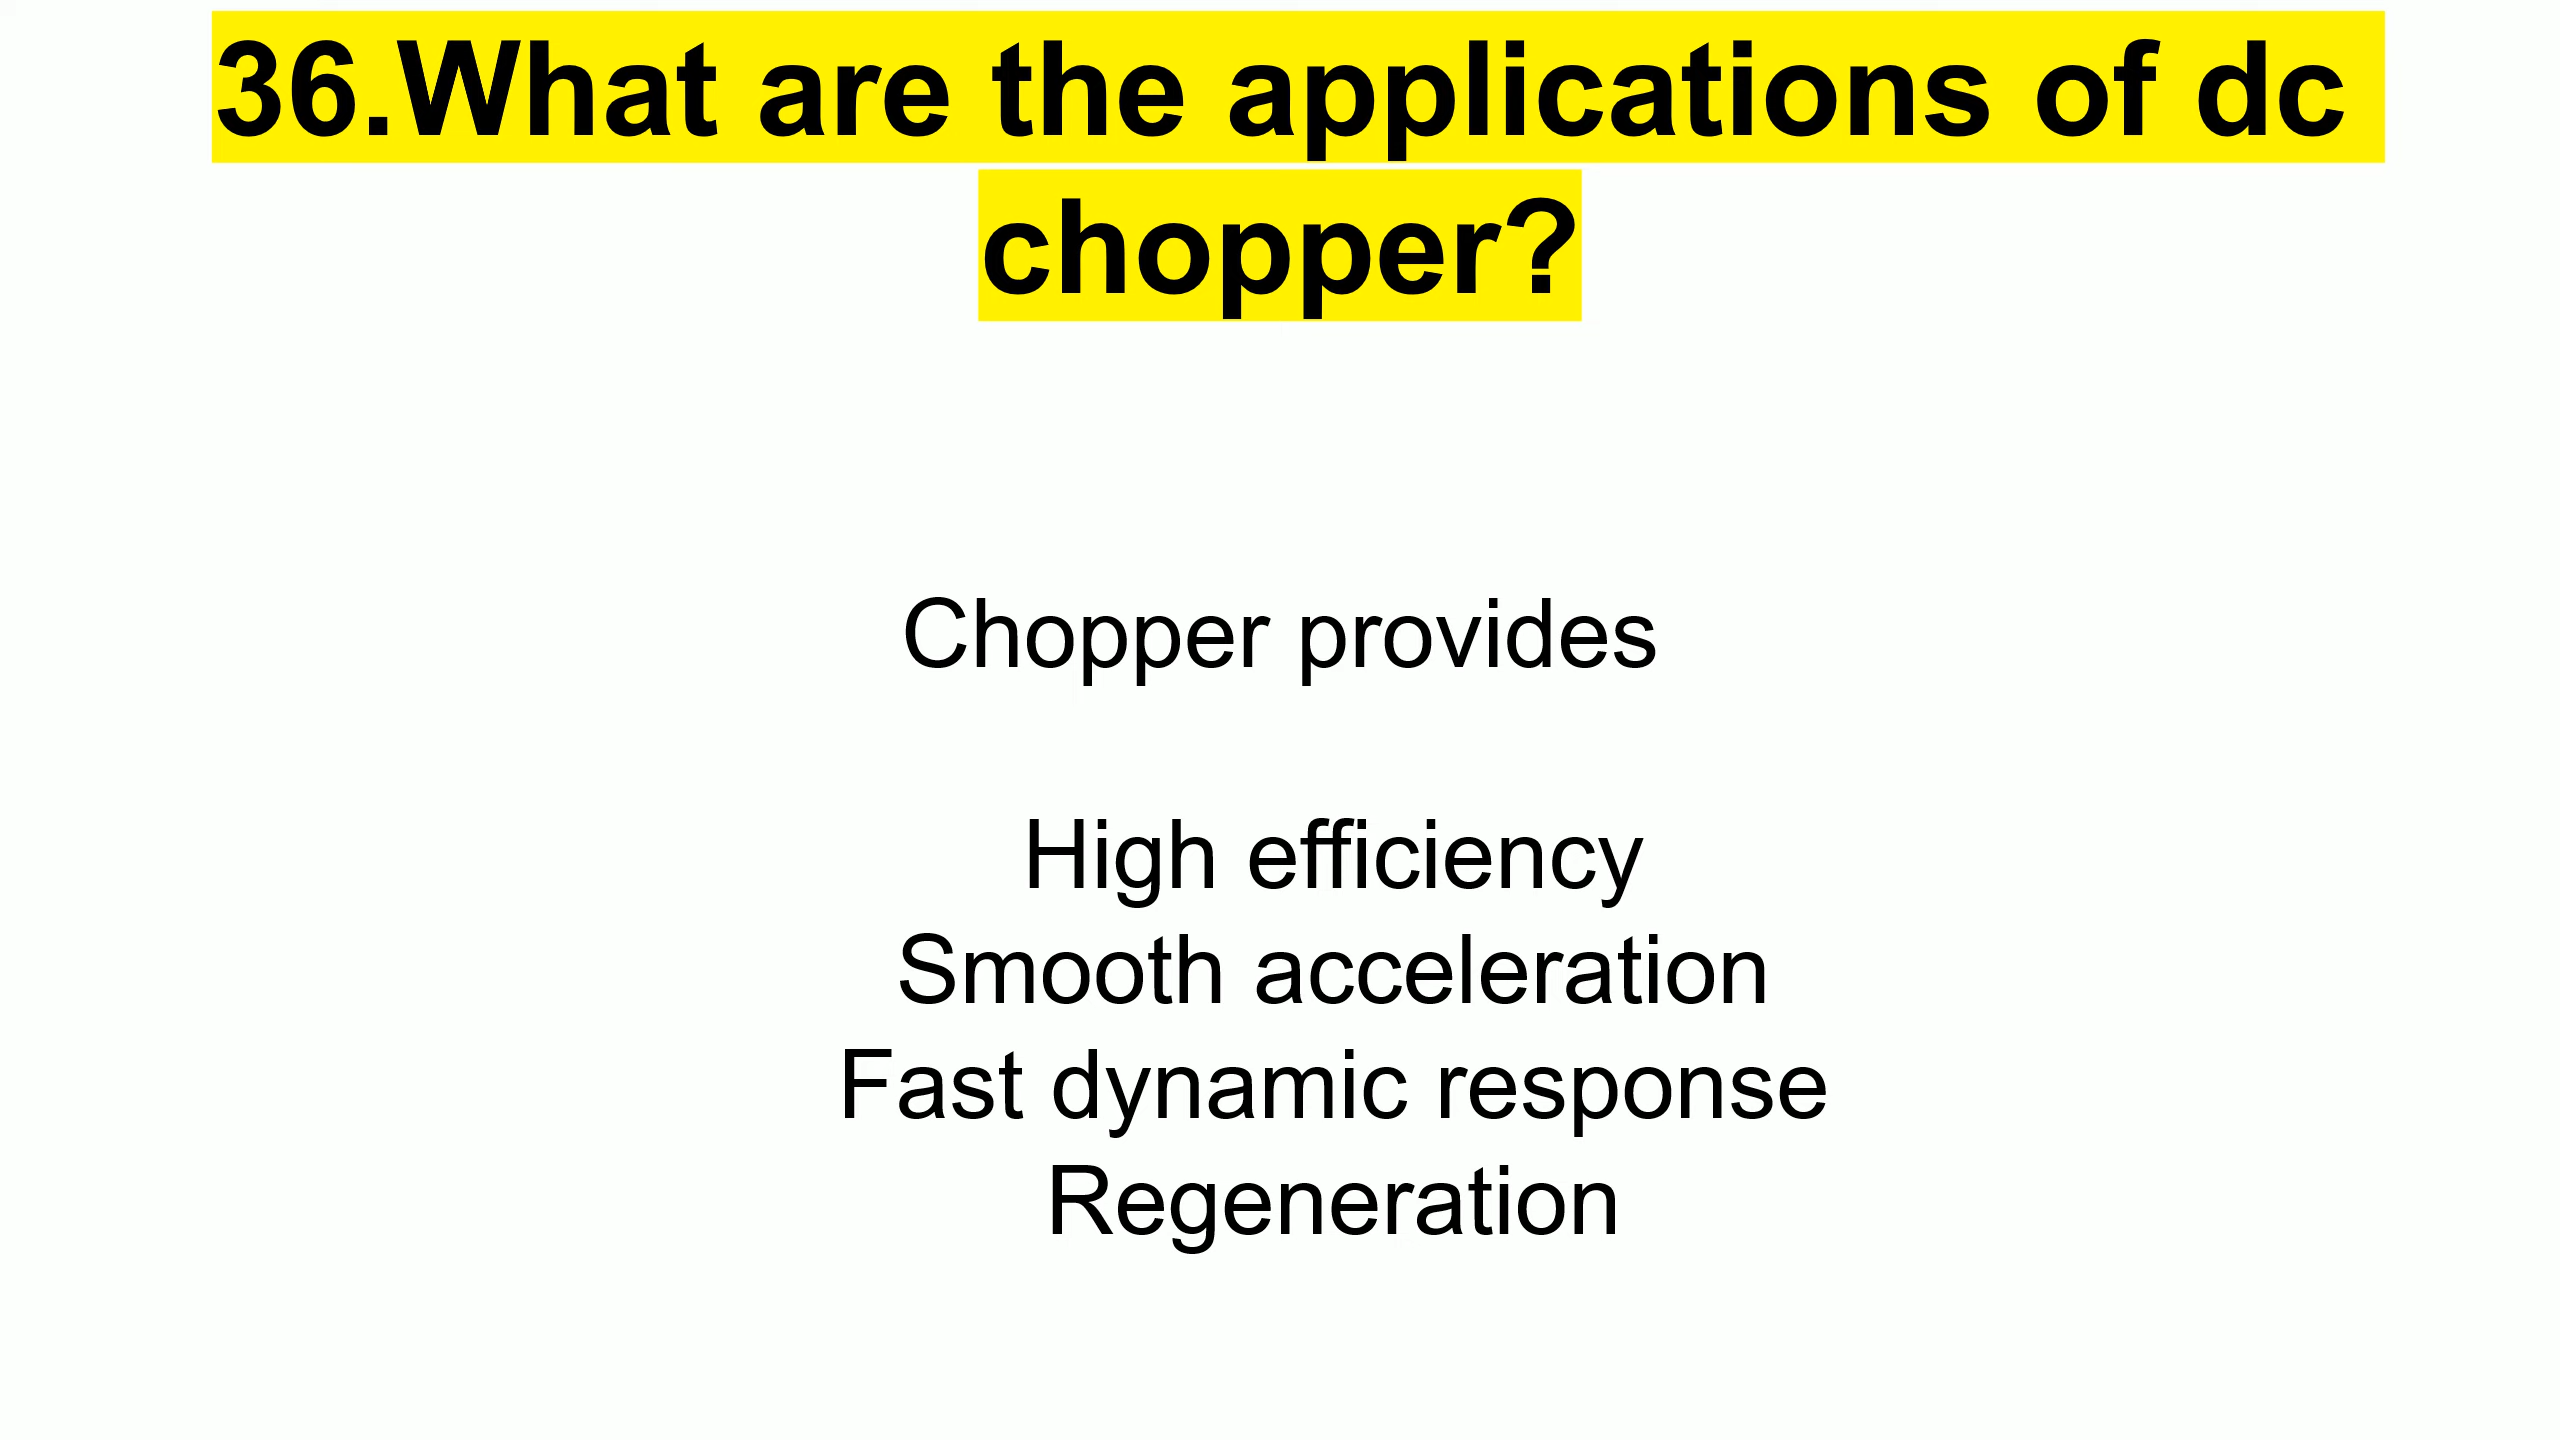 36.What are the applications of dc
chopper?
Chopper provides
High efficiency
Smooth acceleration
Fast dynamic response
Regeneration